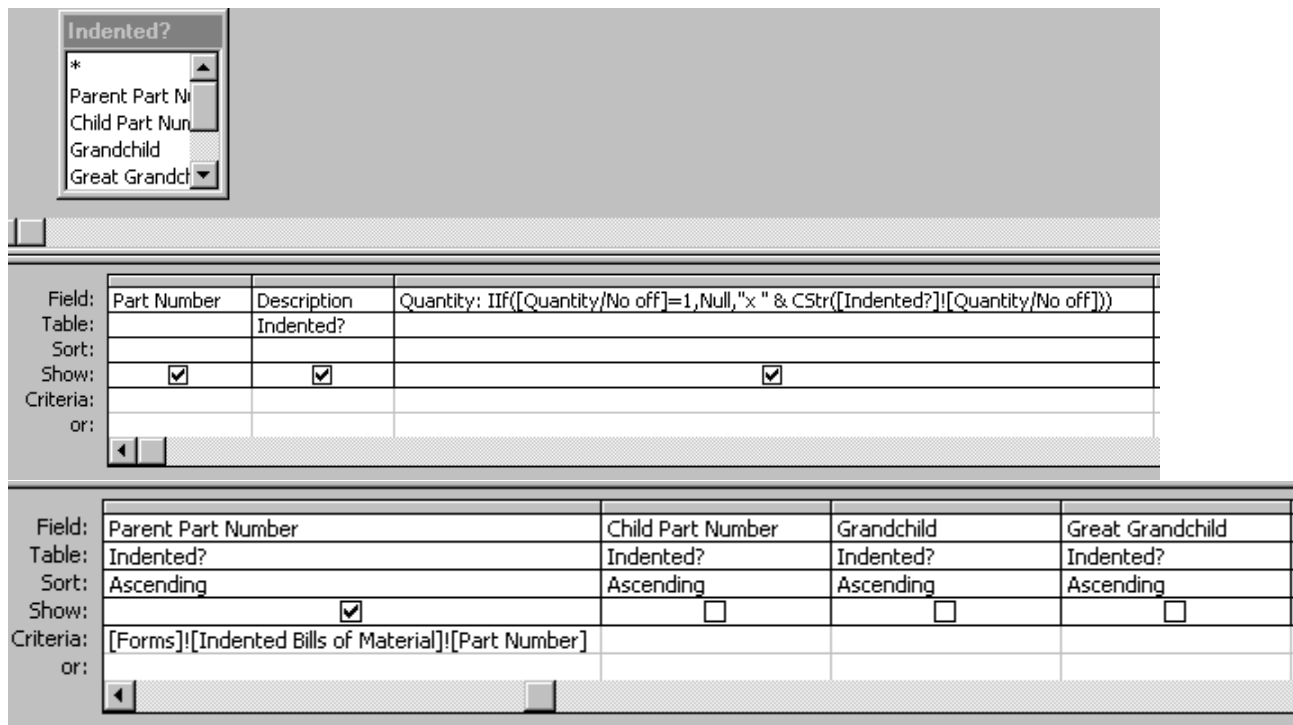 Indented?
*
Parent Part Nu
Child Part Num
Grandchild
Great Grandch
Field: Part Number Description Quantity: IIf([Quantity/No off]=1,Null,"x " & CStr([Indented?]![Quantity/No off]))
Table: Indented?
Sort:
Show:
Criteria:
or:
Field: Parent Part Number Child Part Number Grandchild Great Grandchild
Table: Indented? Indented? Indented? Indented?
Sort: Ascending Ascending Ascending Ascending
Show:
Criteria: [Forms]![Indented Bills of Material]![Part Number]
or: